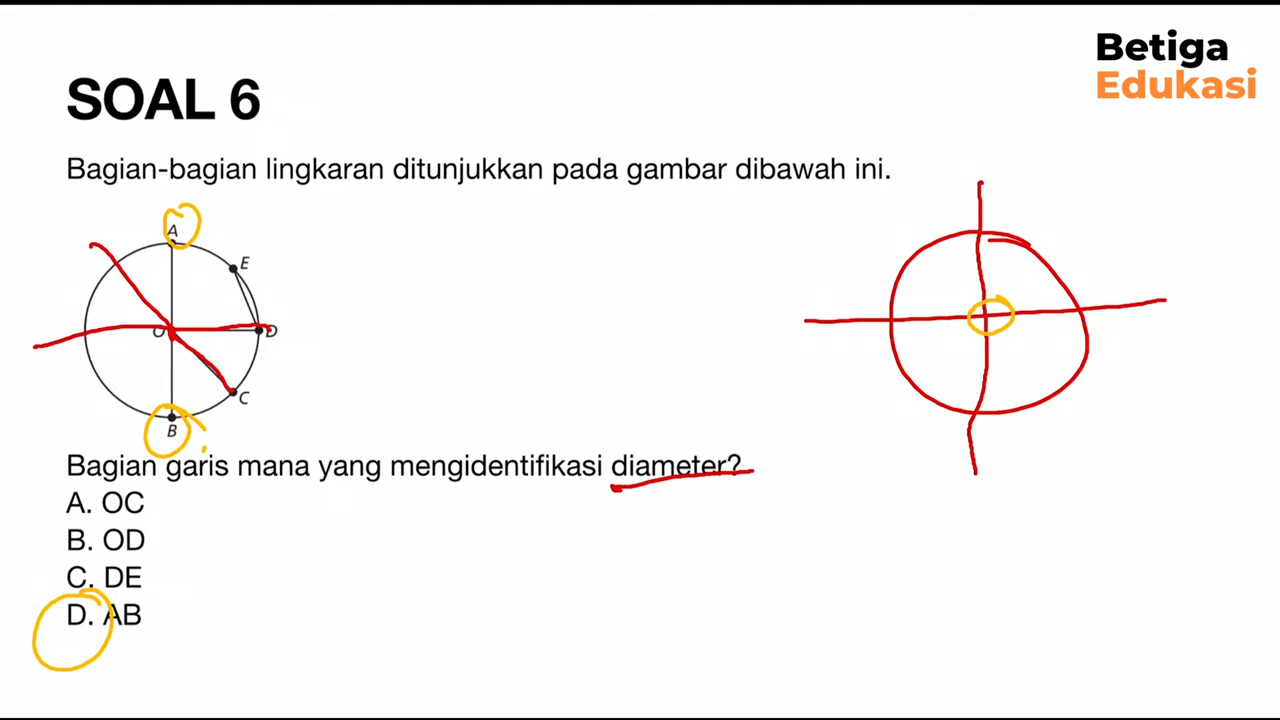 Betiga
Edukasi
SOAL 6
Bagian-bagian lingkaran ditunjukkan pada gambar dibawah ini.
A
E
O
D
C
B
Bagian garis mana yang mengidentifikasi diameter?
A. OC
B. OD
C. DE
D. AB